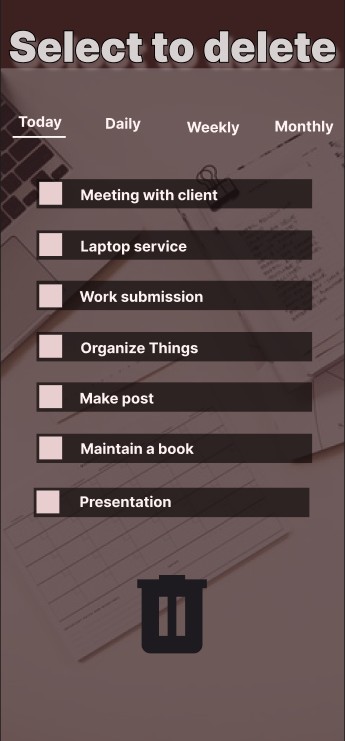 Select to delete
Today Daily Weekly Monthly
Meeting with client
Laptop service
Work submission
Organize Things
Make post
Maintain a book
Presentation